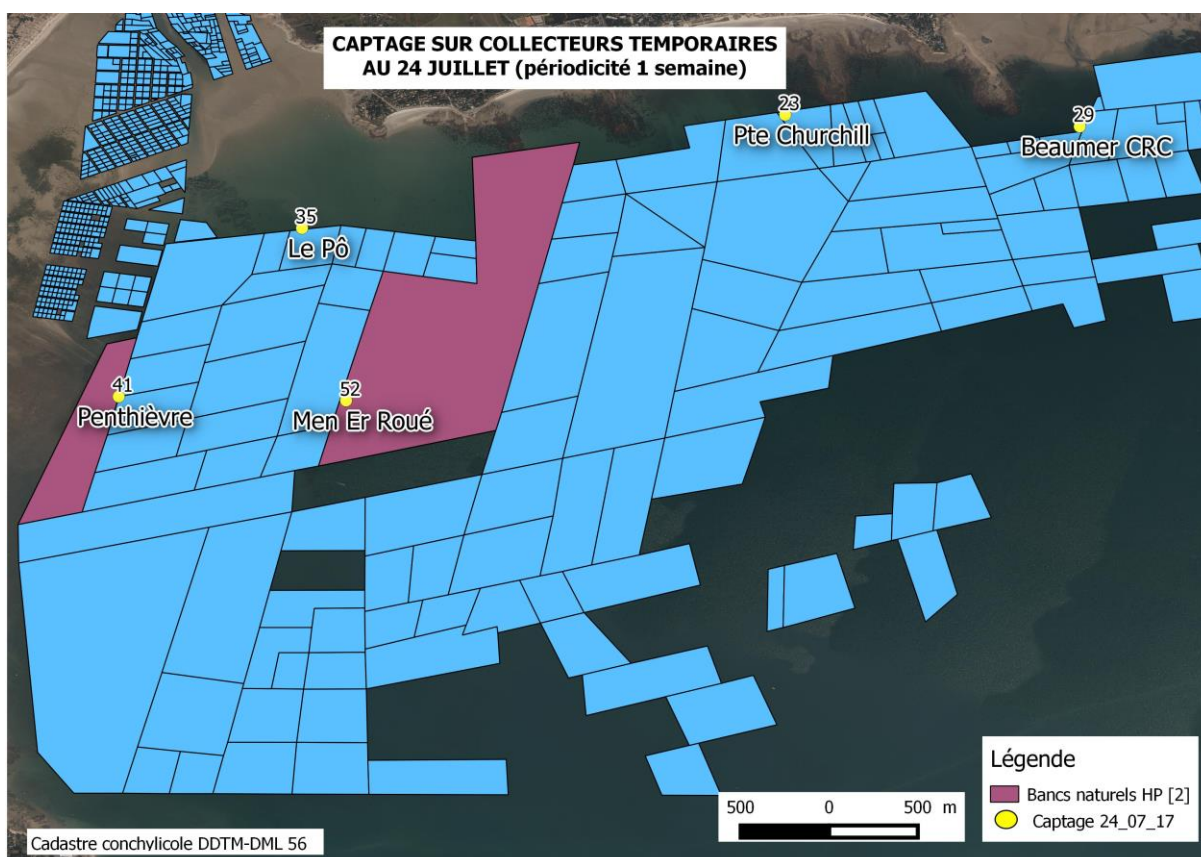 CAPTAGE SUR COLLECTEURS TEMPORAIRES
AU 24 JUILLET (périodicité 1 semaine)
23
Pte Churchill
29
Beaumer CRC
35
Le Pô
41
Penthièvre
52
Men Er Roué
Légende
Bancs naturels HP [2]
Captage 24_07_17
500 0 500 m
Cadastre conchylicole DDTM-DML 56